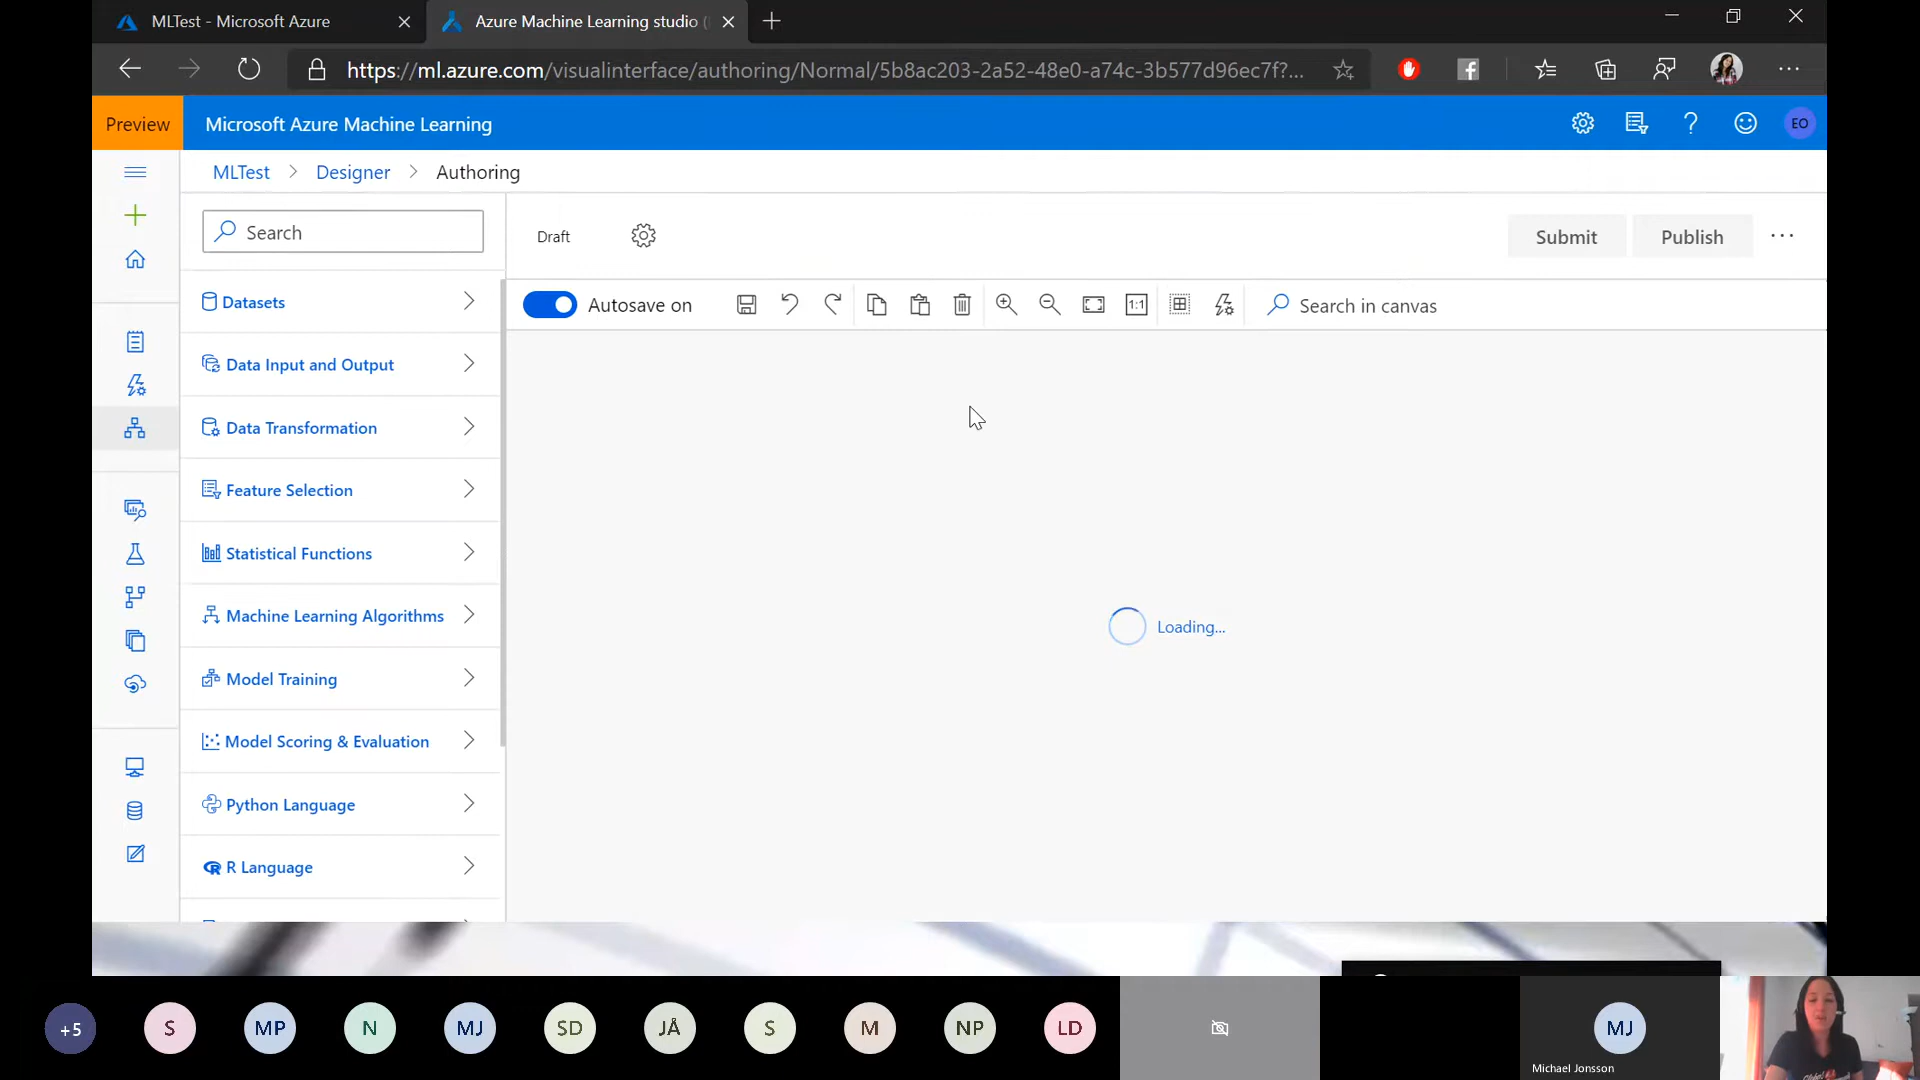 MLTest - Microsoft Azure
Azure Machine Learning studio (
https://ml.azure.com/visualinterface/authoring/Normal/5b8ac203-2a52-48e0-a74c-3b577d96ec7f?...
Preview
Microsoft Azure Machine Learning
EO
MLTest > Designer > Authoring
Search
Draft
Submit
Publish
...
Autosave on
1:1
Search in canvas
Datasets
Data Input and Output
Data Transformation
Feature Selection
Statistical Functions
Machine Learning Algorithms
Model Training
Model Scoring & Evaluation
Python Language
R Language
Loading...
+5
S
MP
N
MJ
SD
JÅ
S
M
NP
LD
MJ
Michael Jonsson